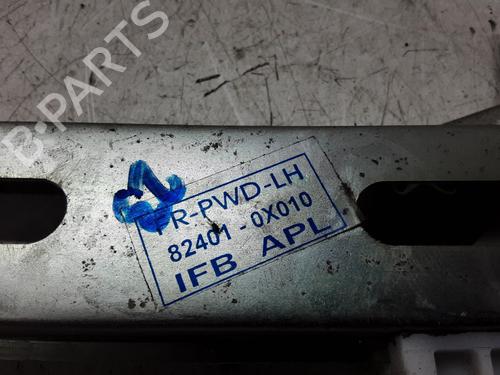 B-PARTS
FR-PWD-LH
82401-0X010
IFB APL